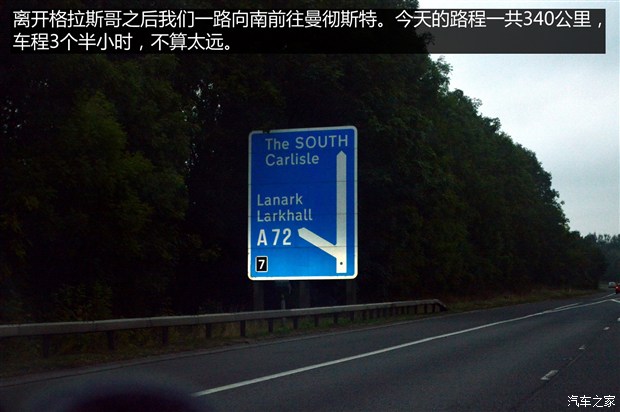 离开格拉斯哥之后我们一路向南前往曼彻斯特。今天的路程一共340公里，
车程3个半小时，不算太远。
The SOUTH
Carlisle
Lanark
Larkhall
A 72
7
汽车之家